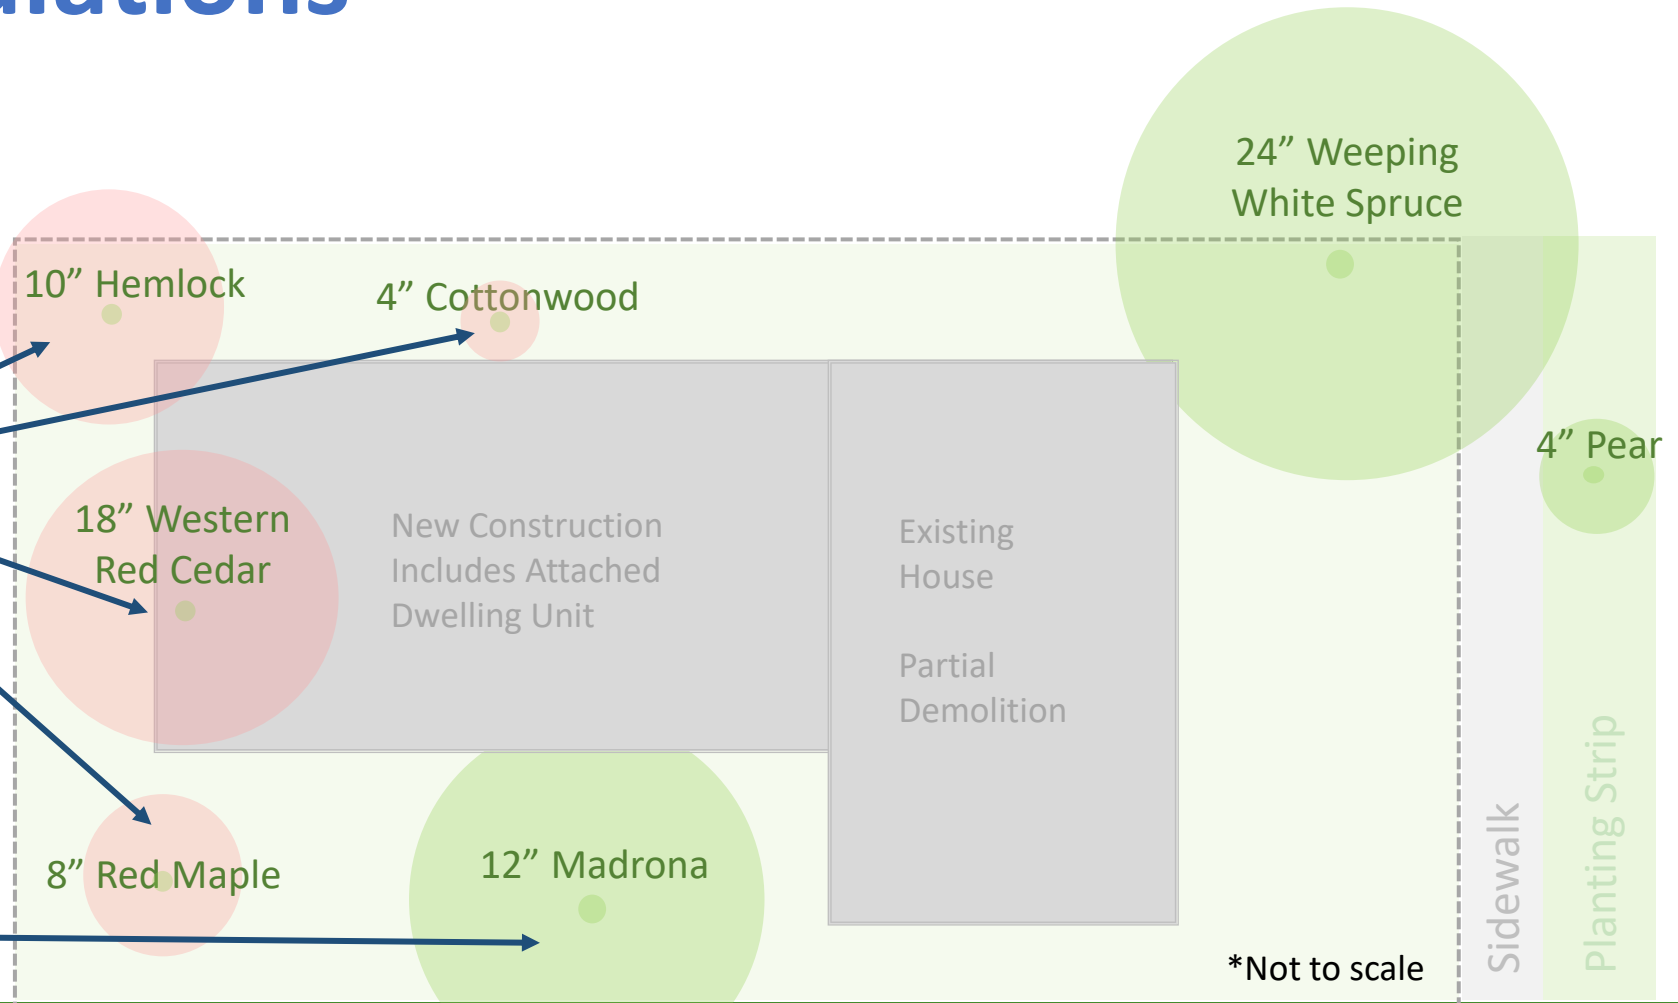 24” Weeping
White Spruce
10” Hemlock
4” Cottonwood
4” Pear
18” Western
Red Cedar
New Construction
Includes Attached
Dwelling Unit
Existing
House
Partial
Demolition
8” Red Maple
12” Madrona
Sidewalk
Planting Strip
*Not to scale